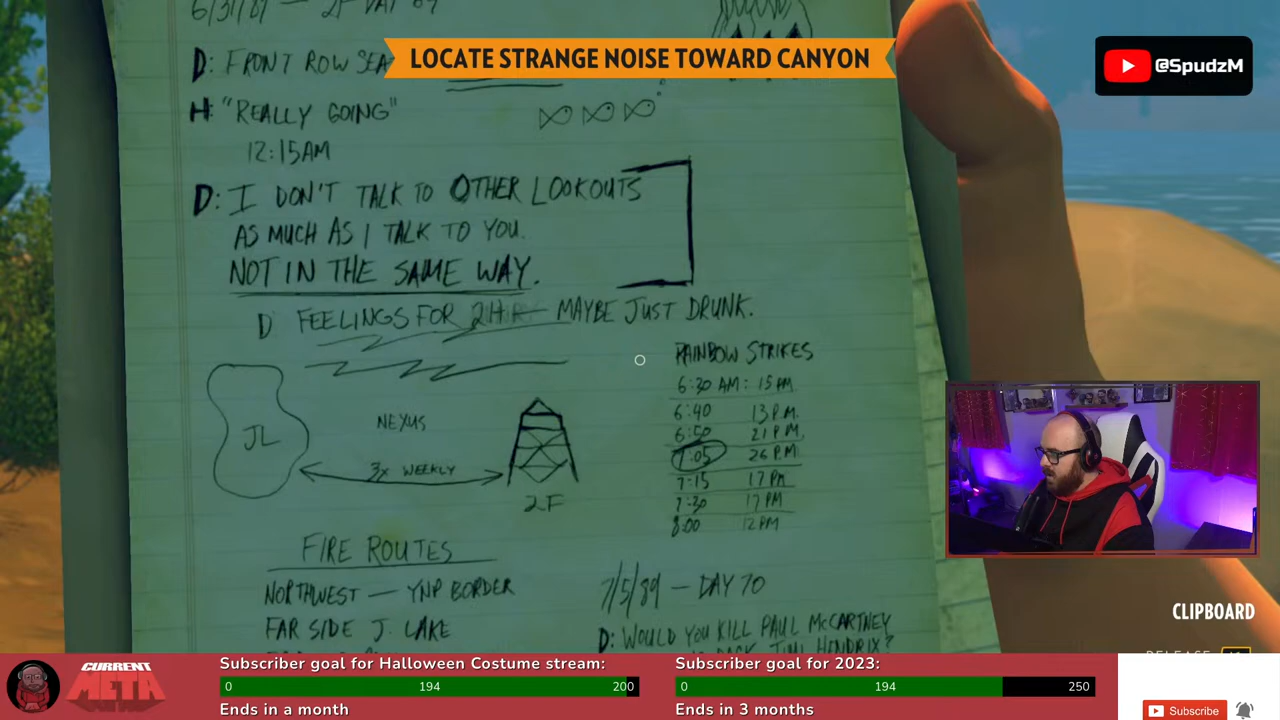 LOCATE STRANGE NOISE TOWARD CANYON
@SpudzM
D: FRONT ROW SEA
H: "REALLY GOING"
12:15AM
D: I DON'T TALK TO OTHER LOOKOUTS
AS MUCH AS I TALK TO YOU.
NOT IN THE SAME WAY.
D FEELINGS FOR MAYBE JUST DRUNK.
RAINBOW STRIKES
6:30 AM: 15 PM
6:40 13 P.M.
6:50 21 P.M.
7:05 26 P.M
7:15 17 PM
7:30 17 PM
8:00 12 PM
JL
NEXUS
3X WEEKLY
2F
FIRE ROUTES
NORTHWEST — YNP BORDER
FAR SIDE J. LAKE
7/5/89 — DAY 70
D: WOULD YOU KILL PAUL McCARTNEY
JIMI HENDRIX?
CLIPBOARD
RELEASE
CURRENT
META
Subscriber goal for Halloween Costume stream:
0 194 200
Ends in a month
Subscriber goal for 2023:
0 194 250
Ends in 3 months
Subscribe